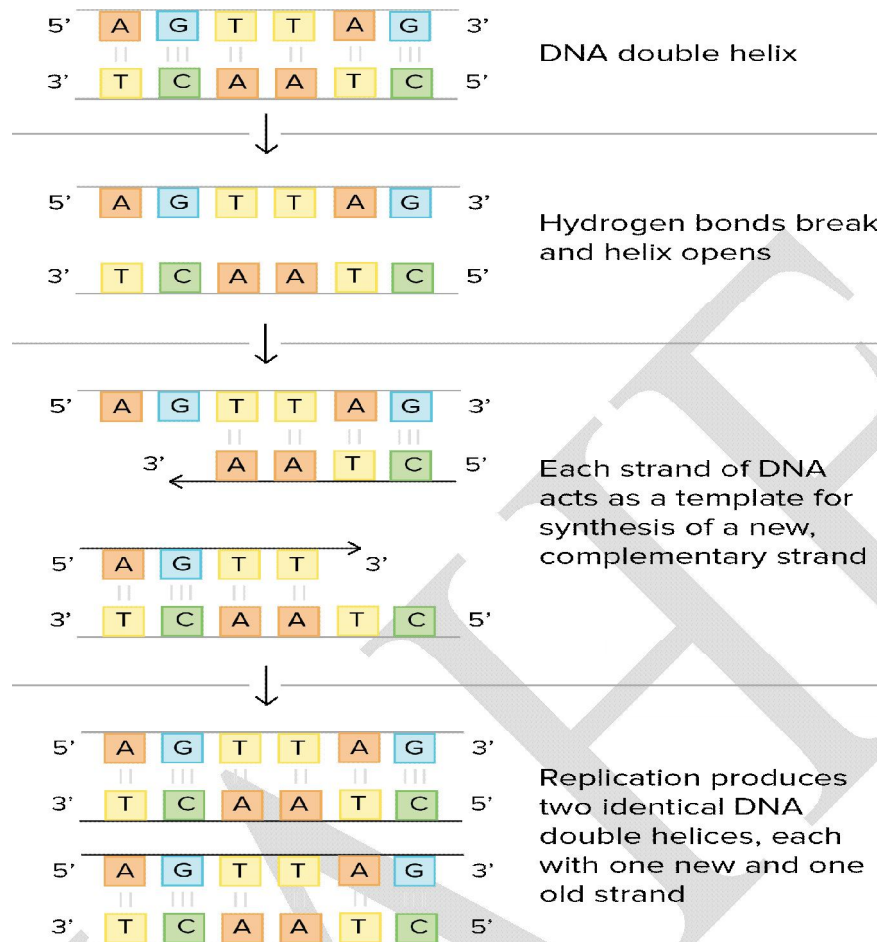 5’ A G T T A G 3’
3’ T C A A T C 5’
DNA double helix
5’ A G T T A G 3’
3’ T C A A T C 5’
Hydrogen bonds break
and helix opens
5’ A G T T A G 3’
3’ A A T C 5’
5’ A G T T 3’
3’ T C A A T C 5’
Each strand of DNA
acts as a template for
synthesis of a new,
complementary strand
5’ A G T T A G 3’
3’ T C A A T C 5’
5’ A G T T A G 3’
3’ T C A A T C 5’
Replication produces
two identical DNA
double helices, each
with one new and one
old strand